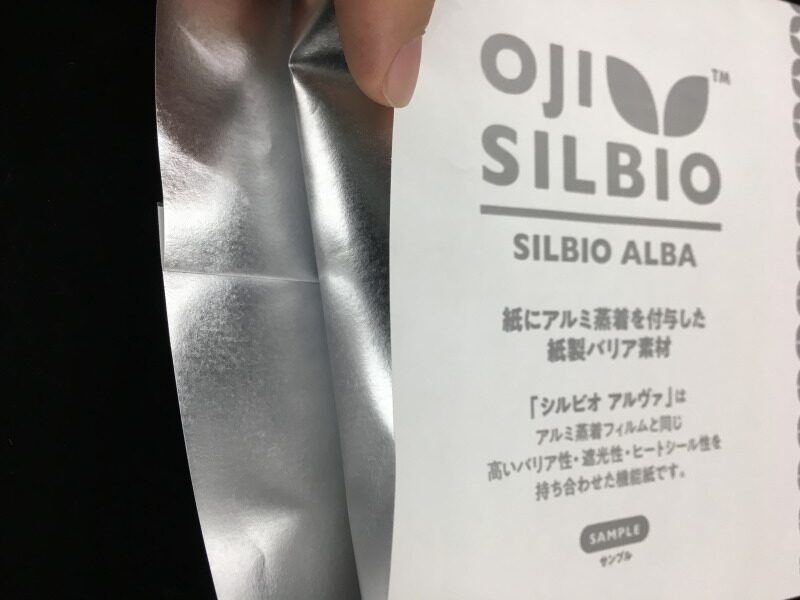 OJI
SILBIO
TM
SILBIO ALBA
紙にアルミ蒸着を付与した
紙製バリア素材
「シルビオ アルヴァ」は
アルミ蒸着フィルムと同じ
高いバリア性・遮光性・ヒートシール性を
持ち合わせた機能紙です。
SAMPLE
サンプル